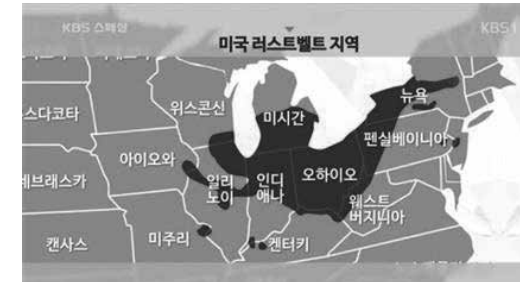 KBS 스페셜
KBS1
미국 러스트벨트 지역
스다코타
위스콘신
미시간
뉴욕
펜실베이니아
아이오와
네브래스카
일리
노이
인디
애나
오하이오
웨스트
버지니아
캔사스
미주리
켄터키